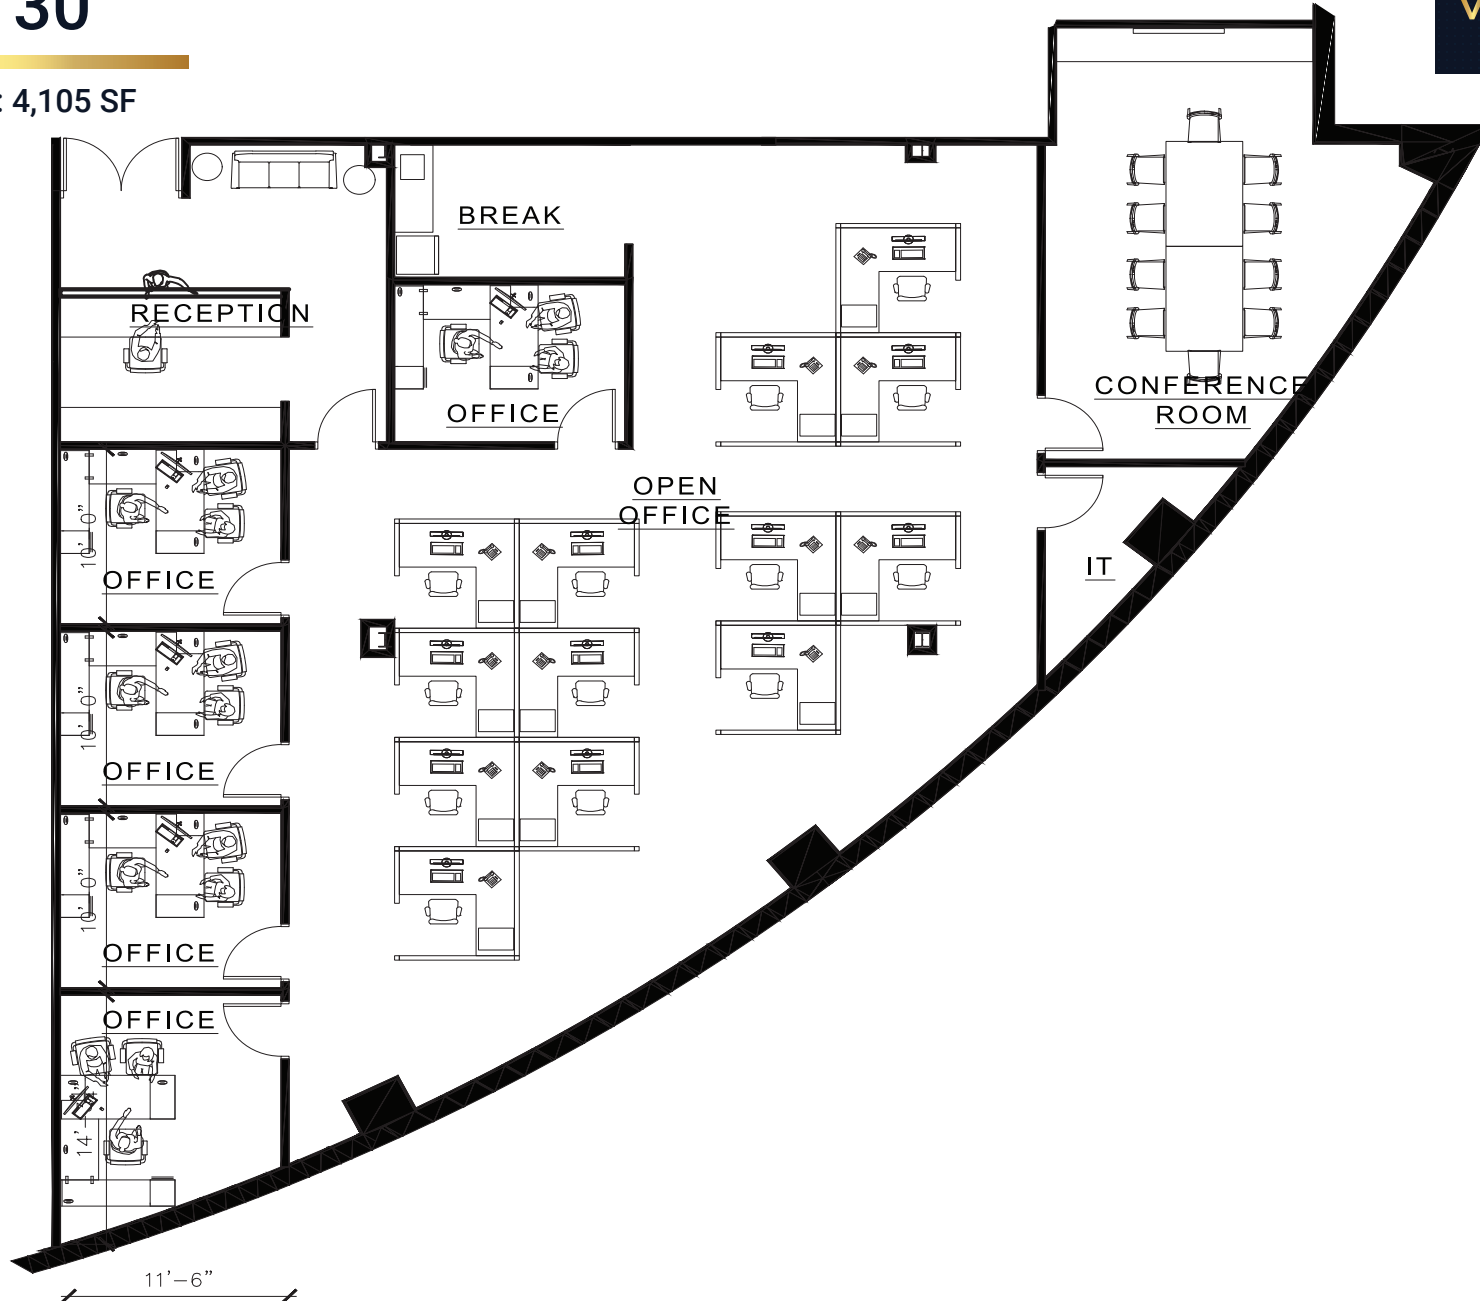 30
: 4,105 SF
BREAK
RECEPTION
OFFICE
CONFERENCE
ROOM
OPEN
OFFICE
10'-0"
OFFICE
IT
10'-0"
OFFICE
10'-0"
OFFICE
OFFICE
14'-
11'-6"